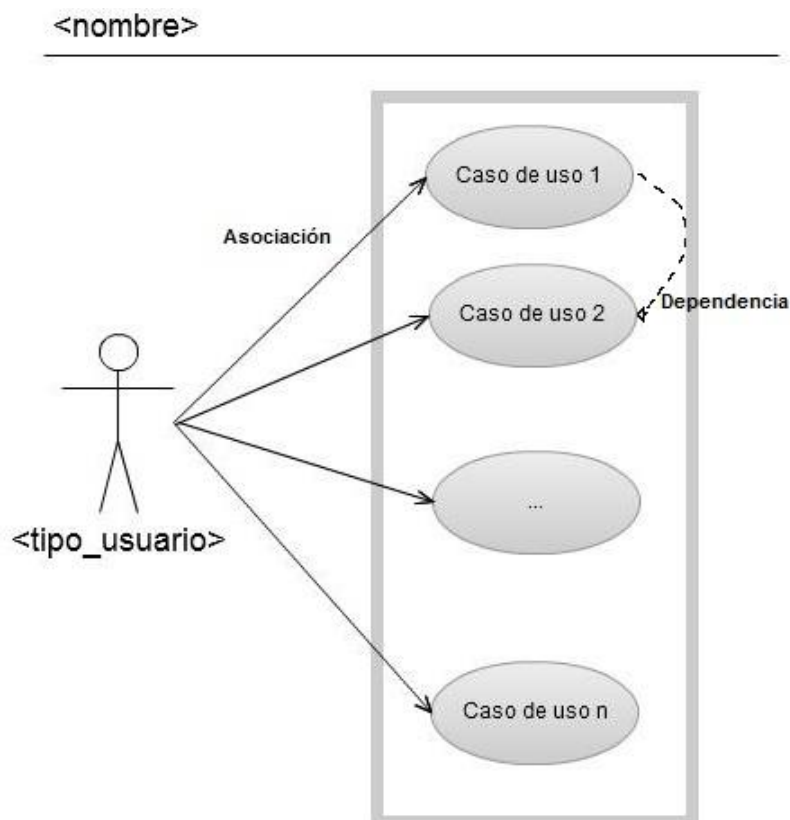 <nombre>
Caso de uso 1
Asociación
Caso de uso 2
Dependencia
...
<tipo_usuario>
Caso de uso n